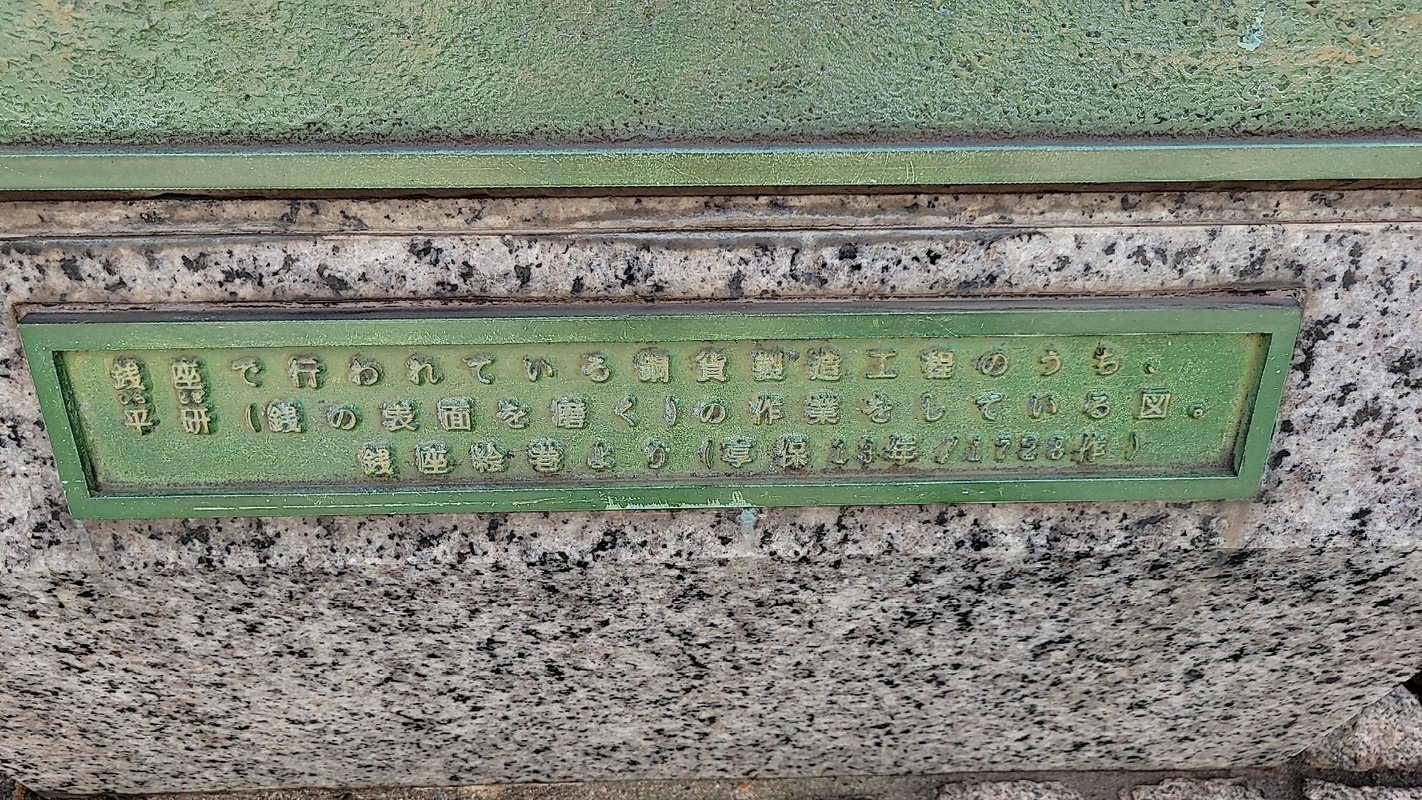 銭座で行われている銅貨製造工程のうち、
平研(銭の表面を磨く)の作業をしている図。
銭座絵巻より(享保13年/1728作)